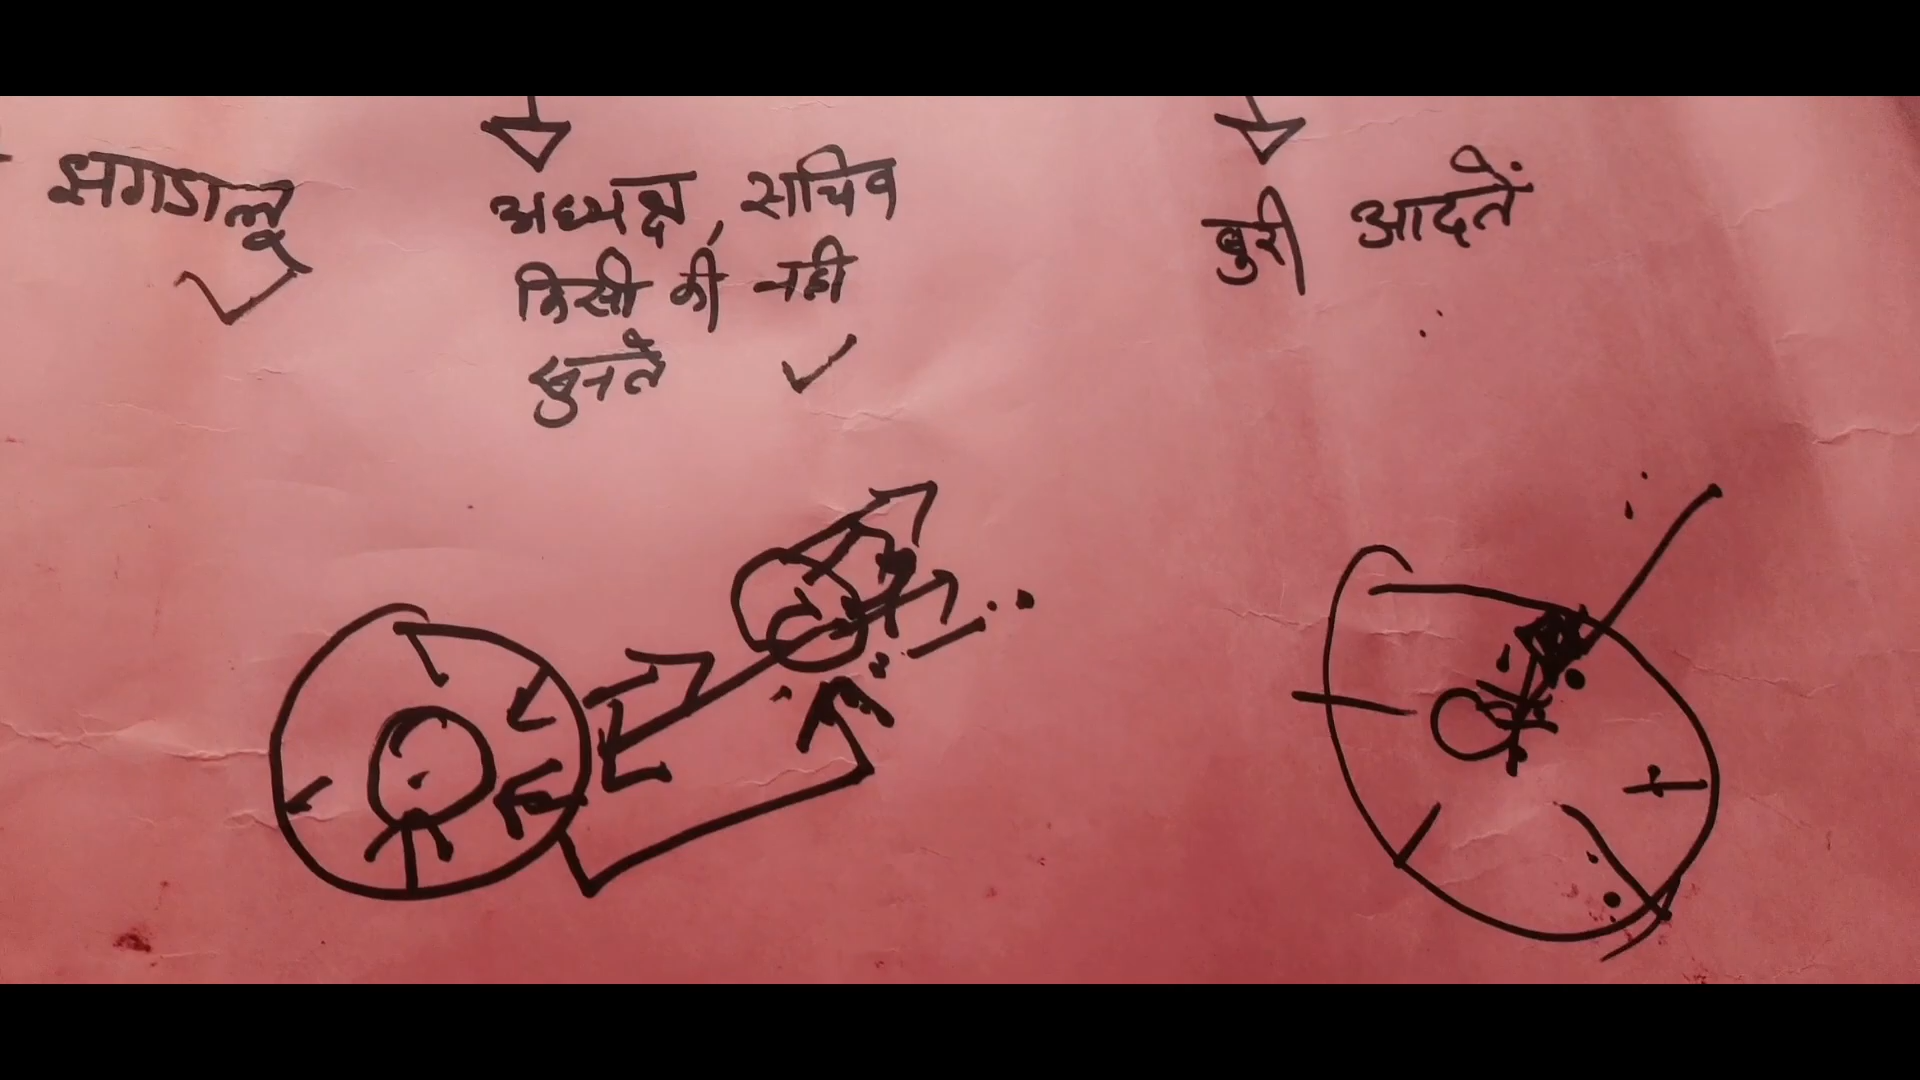 झगडालू
अध्यक्ष, सचिव
किसी की नही
सुनते
बुरी आदतें